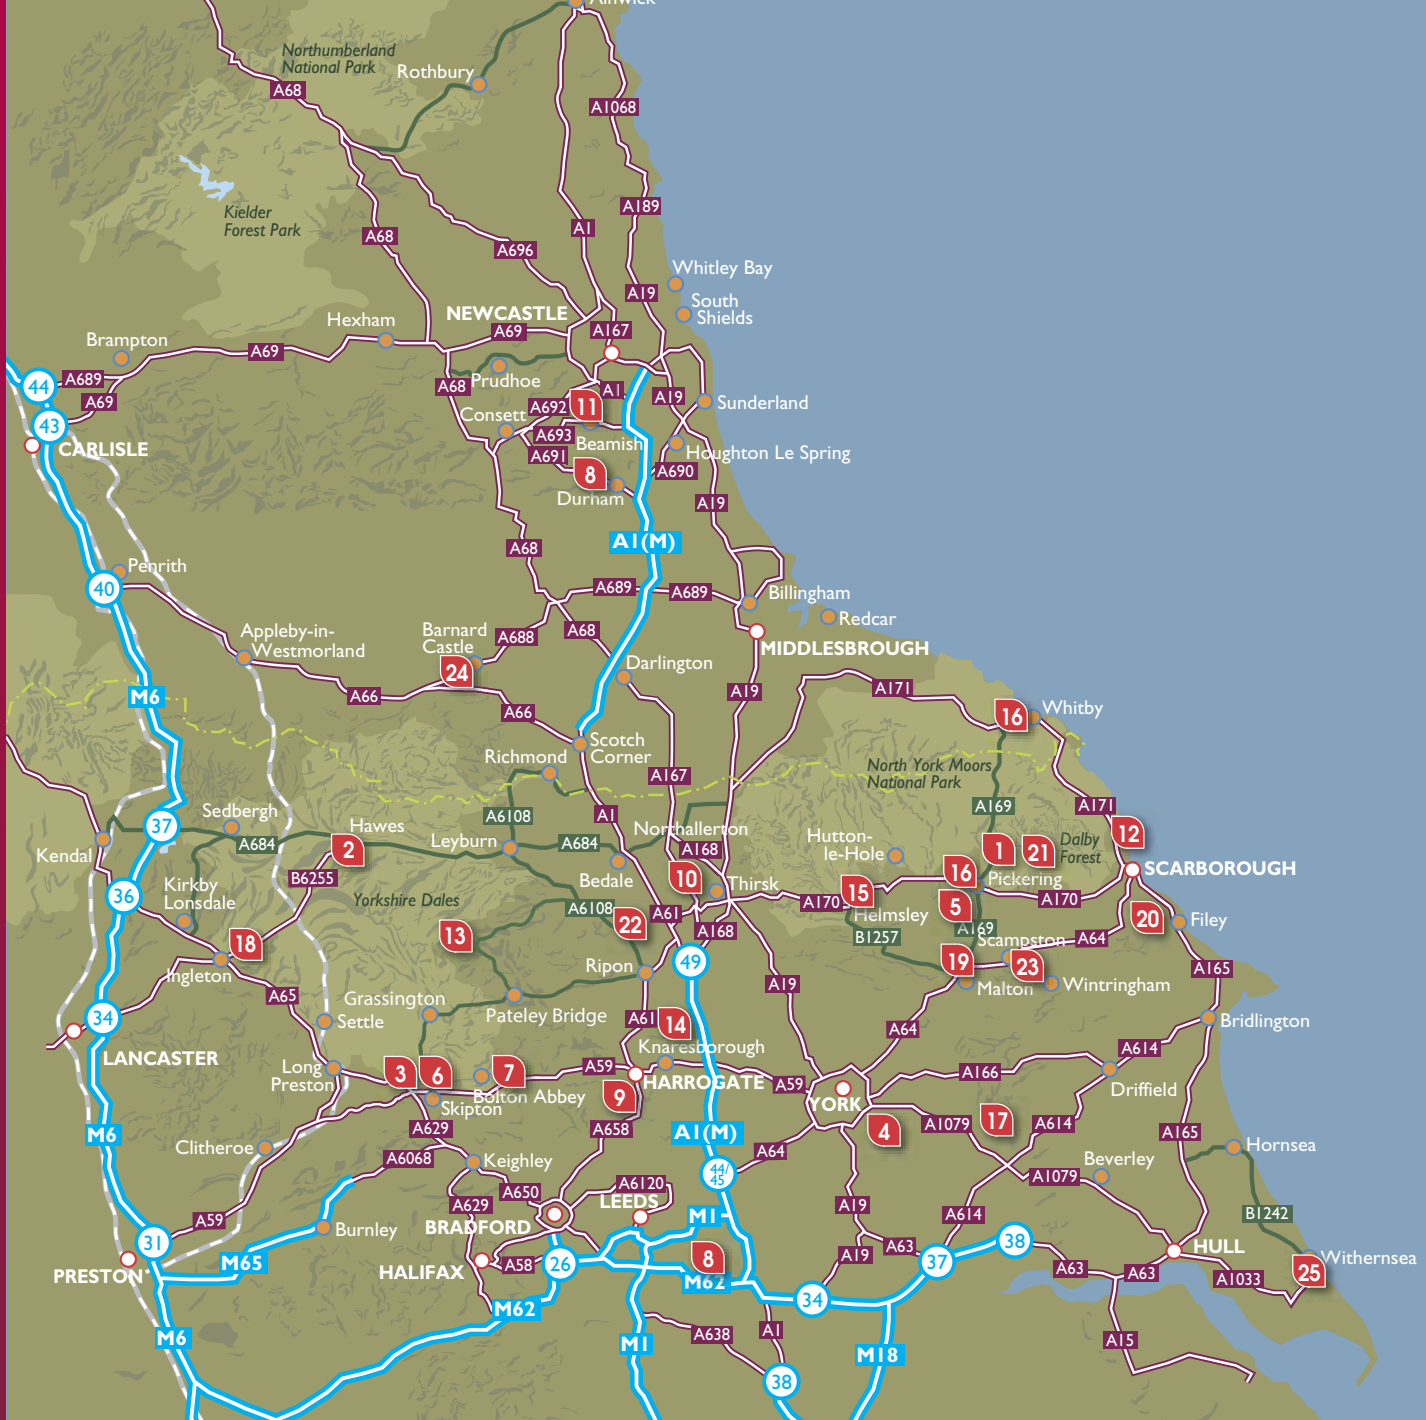 Alnwick
Northumberland
National Park
Rothbury
A68
A1068
Kielder
Forest Park
A189
A1
A68
A696
Whitley Bay
A19
South
Shields
NEWCASTLE
Hexham
A69
A167
Brampton
A69
44
A689
A69
Prudhoe
A68
A1
A19
Sunderland
Consett
A692
11
43
A693
Beamish
CARLISLE
Houghton Le Spring
A691
8
A690
Durham
A19
A1(M)
A68
Penrith
40
A689
A689
Billingham
Redcar
Appleby-in-
Westmorland
Barnard
Castle
A688
A68
MIDDLESBROUGH
24
Darlington
M6
A66
A19
A171
A66
16
Whitby
Scotch
Corner
Richmond
A167
North York Moors
National Park
A169
A171
Sedbergh
A6108
A1
37
Hawes
Northallerton
12
A684
Leyburn
A684
A168
Hutton-
le-Hole
1
21
Dalby
Forest
Kendal
2
SCARBOROUGH
B6255
Bedale
10
Thirsk
16
Pickering
36
Kirkby
Lonsdale
Yorkshire Dales
15
A170
A170
A6108
A61
Helmsley
5
22
A168
20
Filey
13
B1257
A169
Scampston
A64
18
49
19
23
A165
Ingleton
Ripon
Malton
Wintringham
A65
Grassington
A19
34
Settle
Pateley Bridge
A61
14
A64
Bridlington
LANCASTER
Knaresborough
A614
Long
Preston
3
6
7
A59
HARROGATE
A59
A166
Driffield
Bolton Abbey
9
YORK
Skipton
17
M6
A629
A658
A1(M)
4
A1079
A614
A165
Clitheroe
A6068
Keighley
A64
Hornsea
44/
45
Beverley
A1079
A629
A650
A6120
LEEDS
A19
A59
BRADFORD
M1
A614
B1242
Burnley
31
A19
A63
38
HULL
M65
HALIFAX
A58
26
8
37
Withernsea
PRESTON
M62
A63
A63
A1033
25
M62
34
M6
M1
A638
A1
M18
A15
38